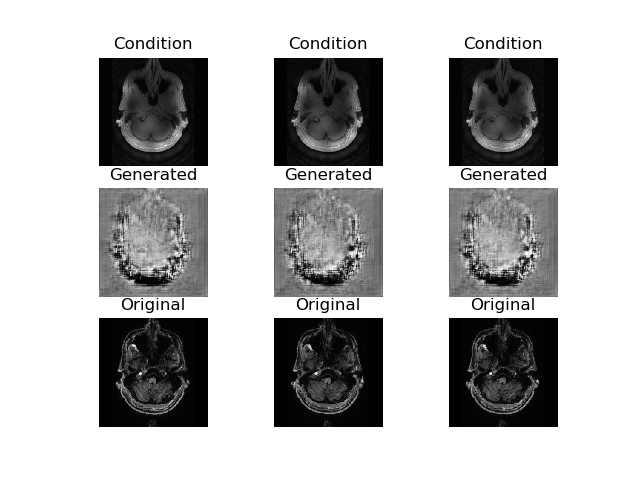 Condition Condition Condition
Generated Generated Generated
Original Original Original